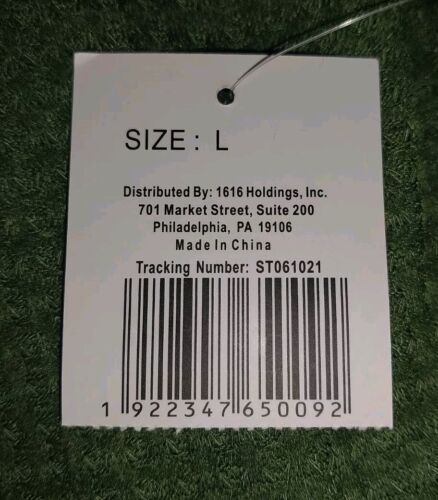 SIZE: L
Distributed By: 1616 Holdings, Inc.
701 Market Street, Suite 200
Philadelphia, PA 19106
Made In China
Tracking Number: ST061021
1 922347 650092